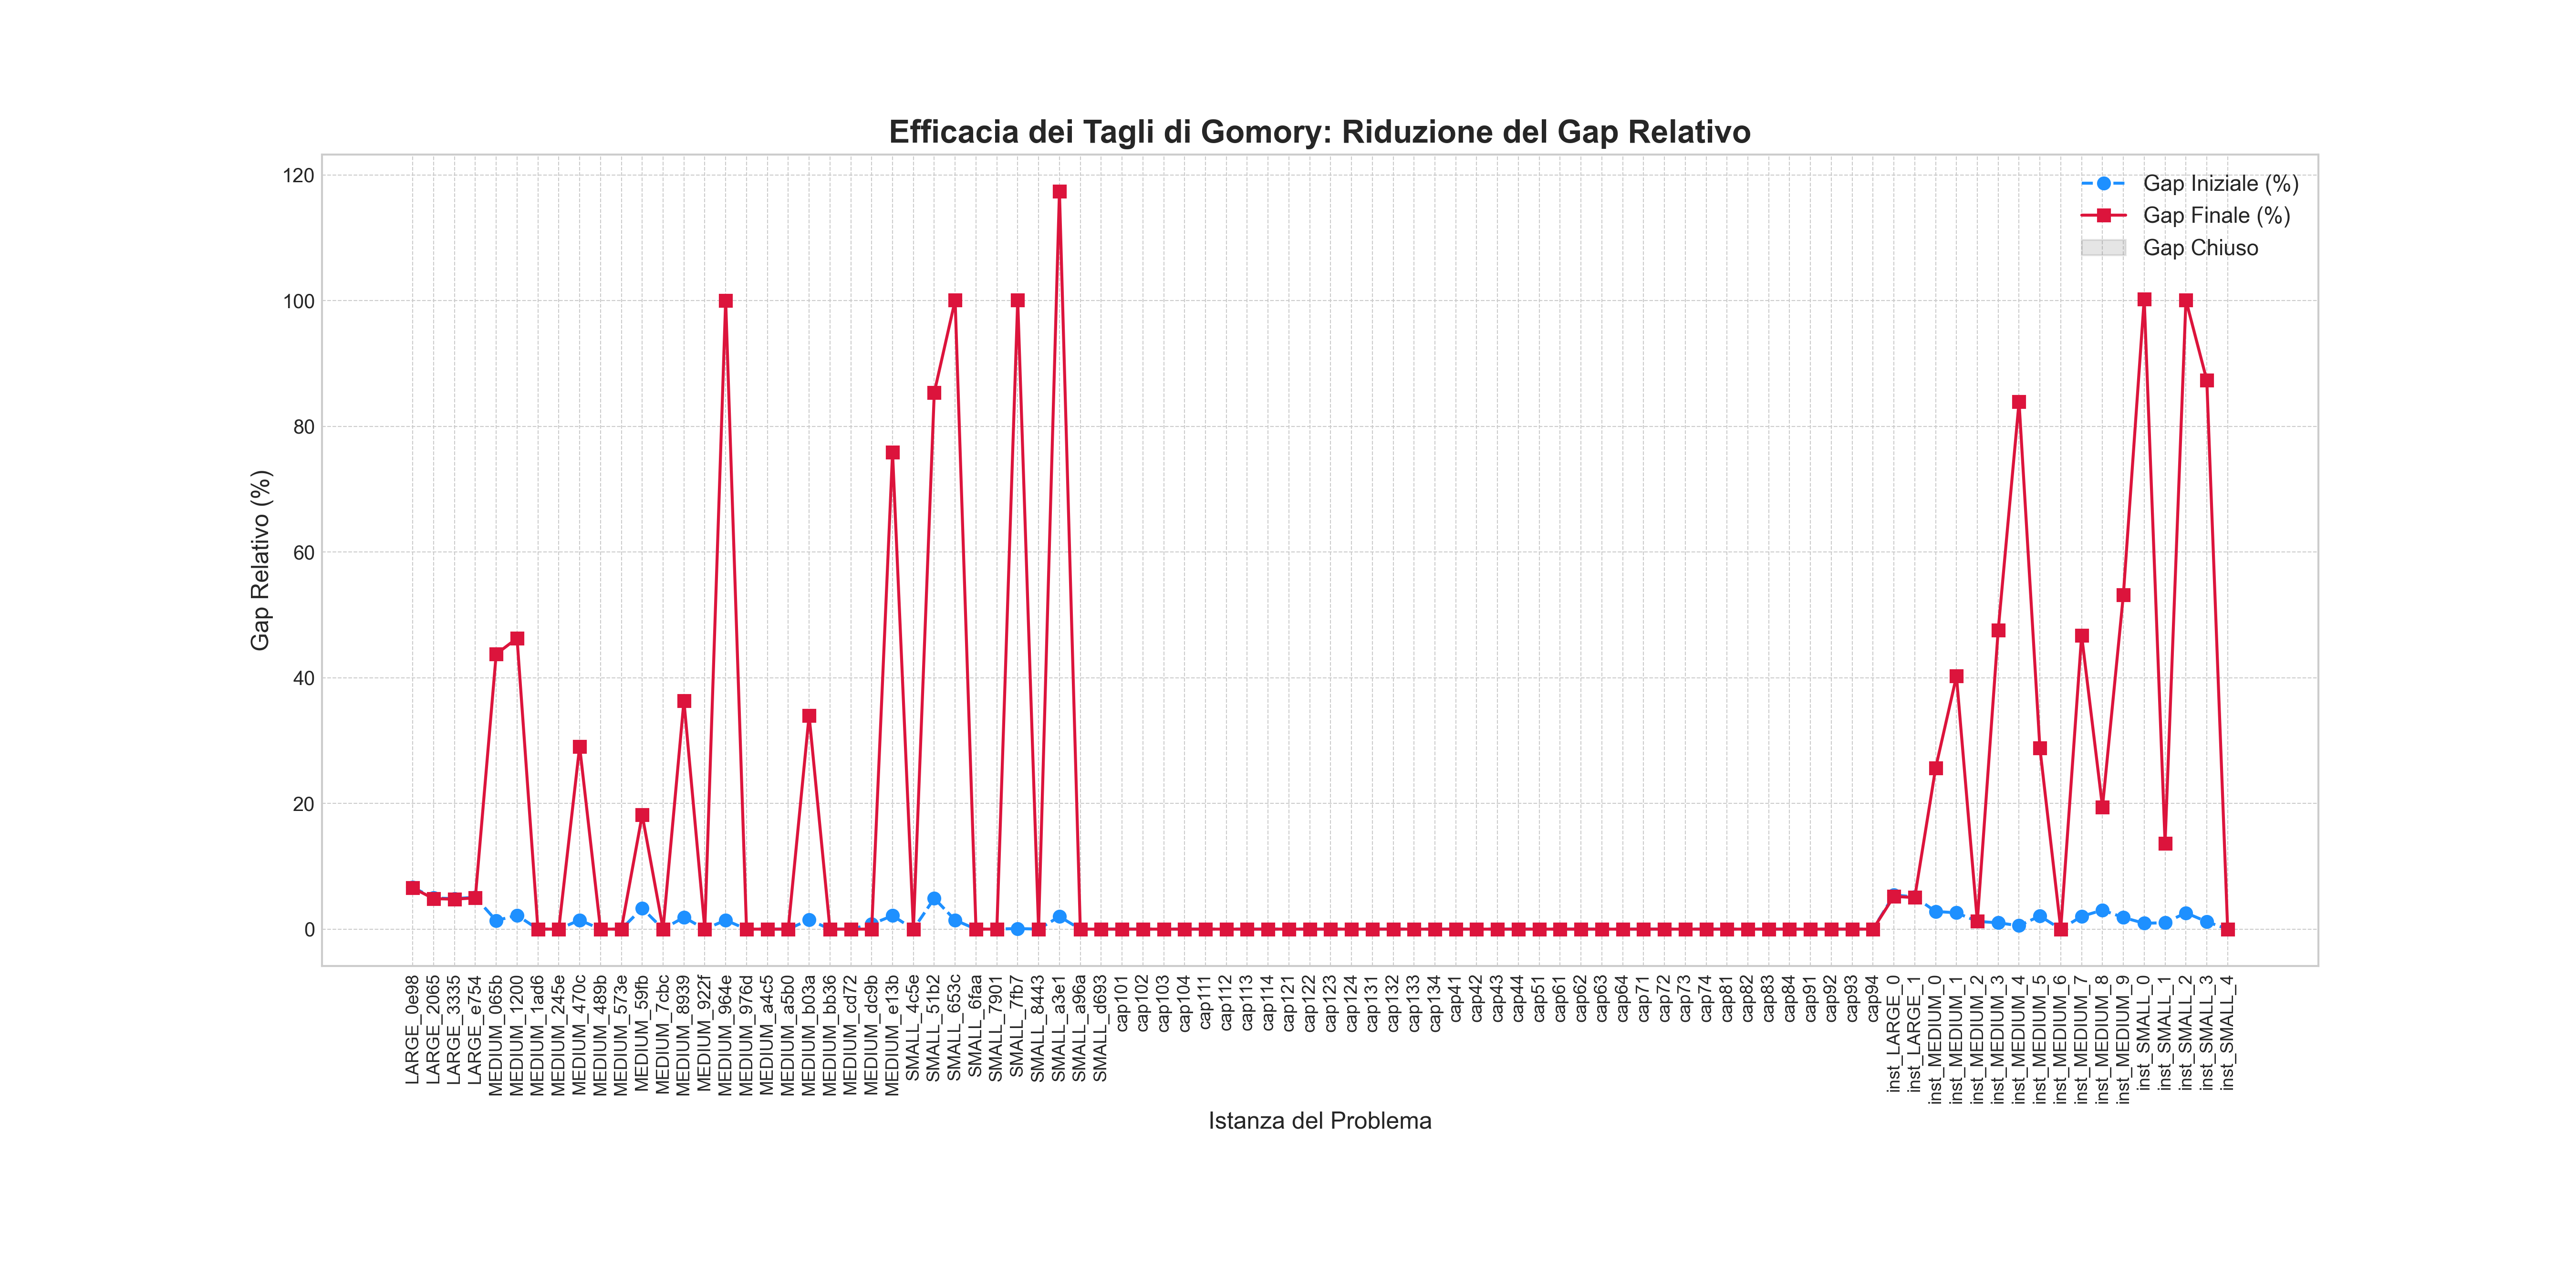 Efficacia dei Tagli di Gomory: Riduzione del Gap Relativo
Gap Iniziale (%)
Gap Finale (%)
Gap Chiuso
Gap Relativo (%)
120
100
80
60
40
20
0
LARGE_0e98
LARGE_2065
LARGE_3335
LARGE_e754
MEDIUM_065b
MEDIUM_1200
MEDIUM_1ad6
MEDIUM_245e
MEDIUM_470c
MEDIUM_489b
MEDIUM_573e
MEDIUM_59fb
MEDIUM_7cbc
MEDIUM_8939
MEDIUM_922f
MEDIUM_964e
MEDIUM_976d
MEDIUM_a4c5
MEDIUM_a5b0
MEDIUM_b03a
MEDIUM_bb36
MEDIUM_cd72
MEDIUM_dc9b
MEDIUM_e13b
SMALL_4c5e
SMALL_51b2
SMALL_653c
SMALL_6faa
SMALL_7901
SMALL_7fb7
SMALL_8443
SMALL_a3e1
SMALL_a96a
SMALL_d693
cap101
cap102
cap103
cap104
cap111
cap112
cap113
cap114
cap121
cap122
cap123
cap124
cap131
cap132
cap133
cap134
cap41
cap42
cap43
cap44
cap51
cap61
cap62
cap63
cap64
cap71
cap72
cap73
cap74
cap81
cap82
cap83
cap84
cap91
cap92
cap93
cap94
inst_LARGE_0
inst_LARGE_1
inst_MEDIUM_0
inst_MEDIUM_1
inst_MEDIUM_2
inst_MEDIUM_3
inst_MEDIUM_4
inst_MEDIUM_5
inst_MEDIUM_6
inst_MEDIUM_7
inst_MEDIUM_8
inst_MEDIUM_9
inst_SMALL_0
inst_SMALL_1
inst_SMALL_2
inst_SMALL_3
inst_SMALL_4
Istanza del Problema